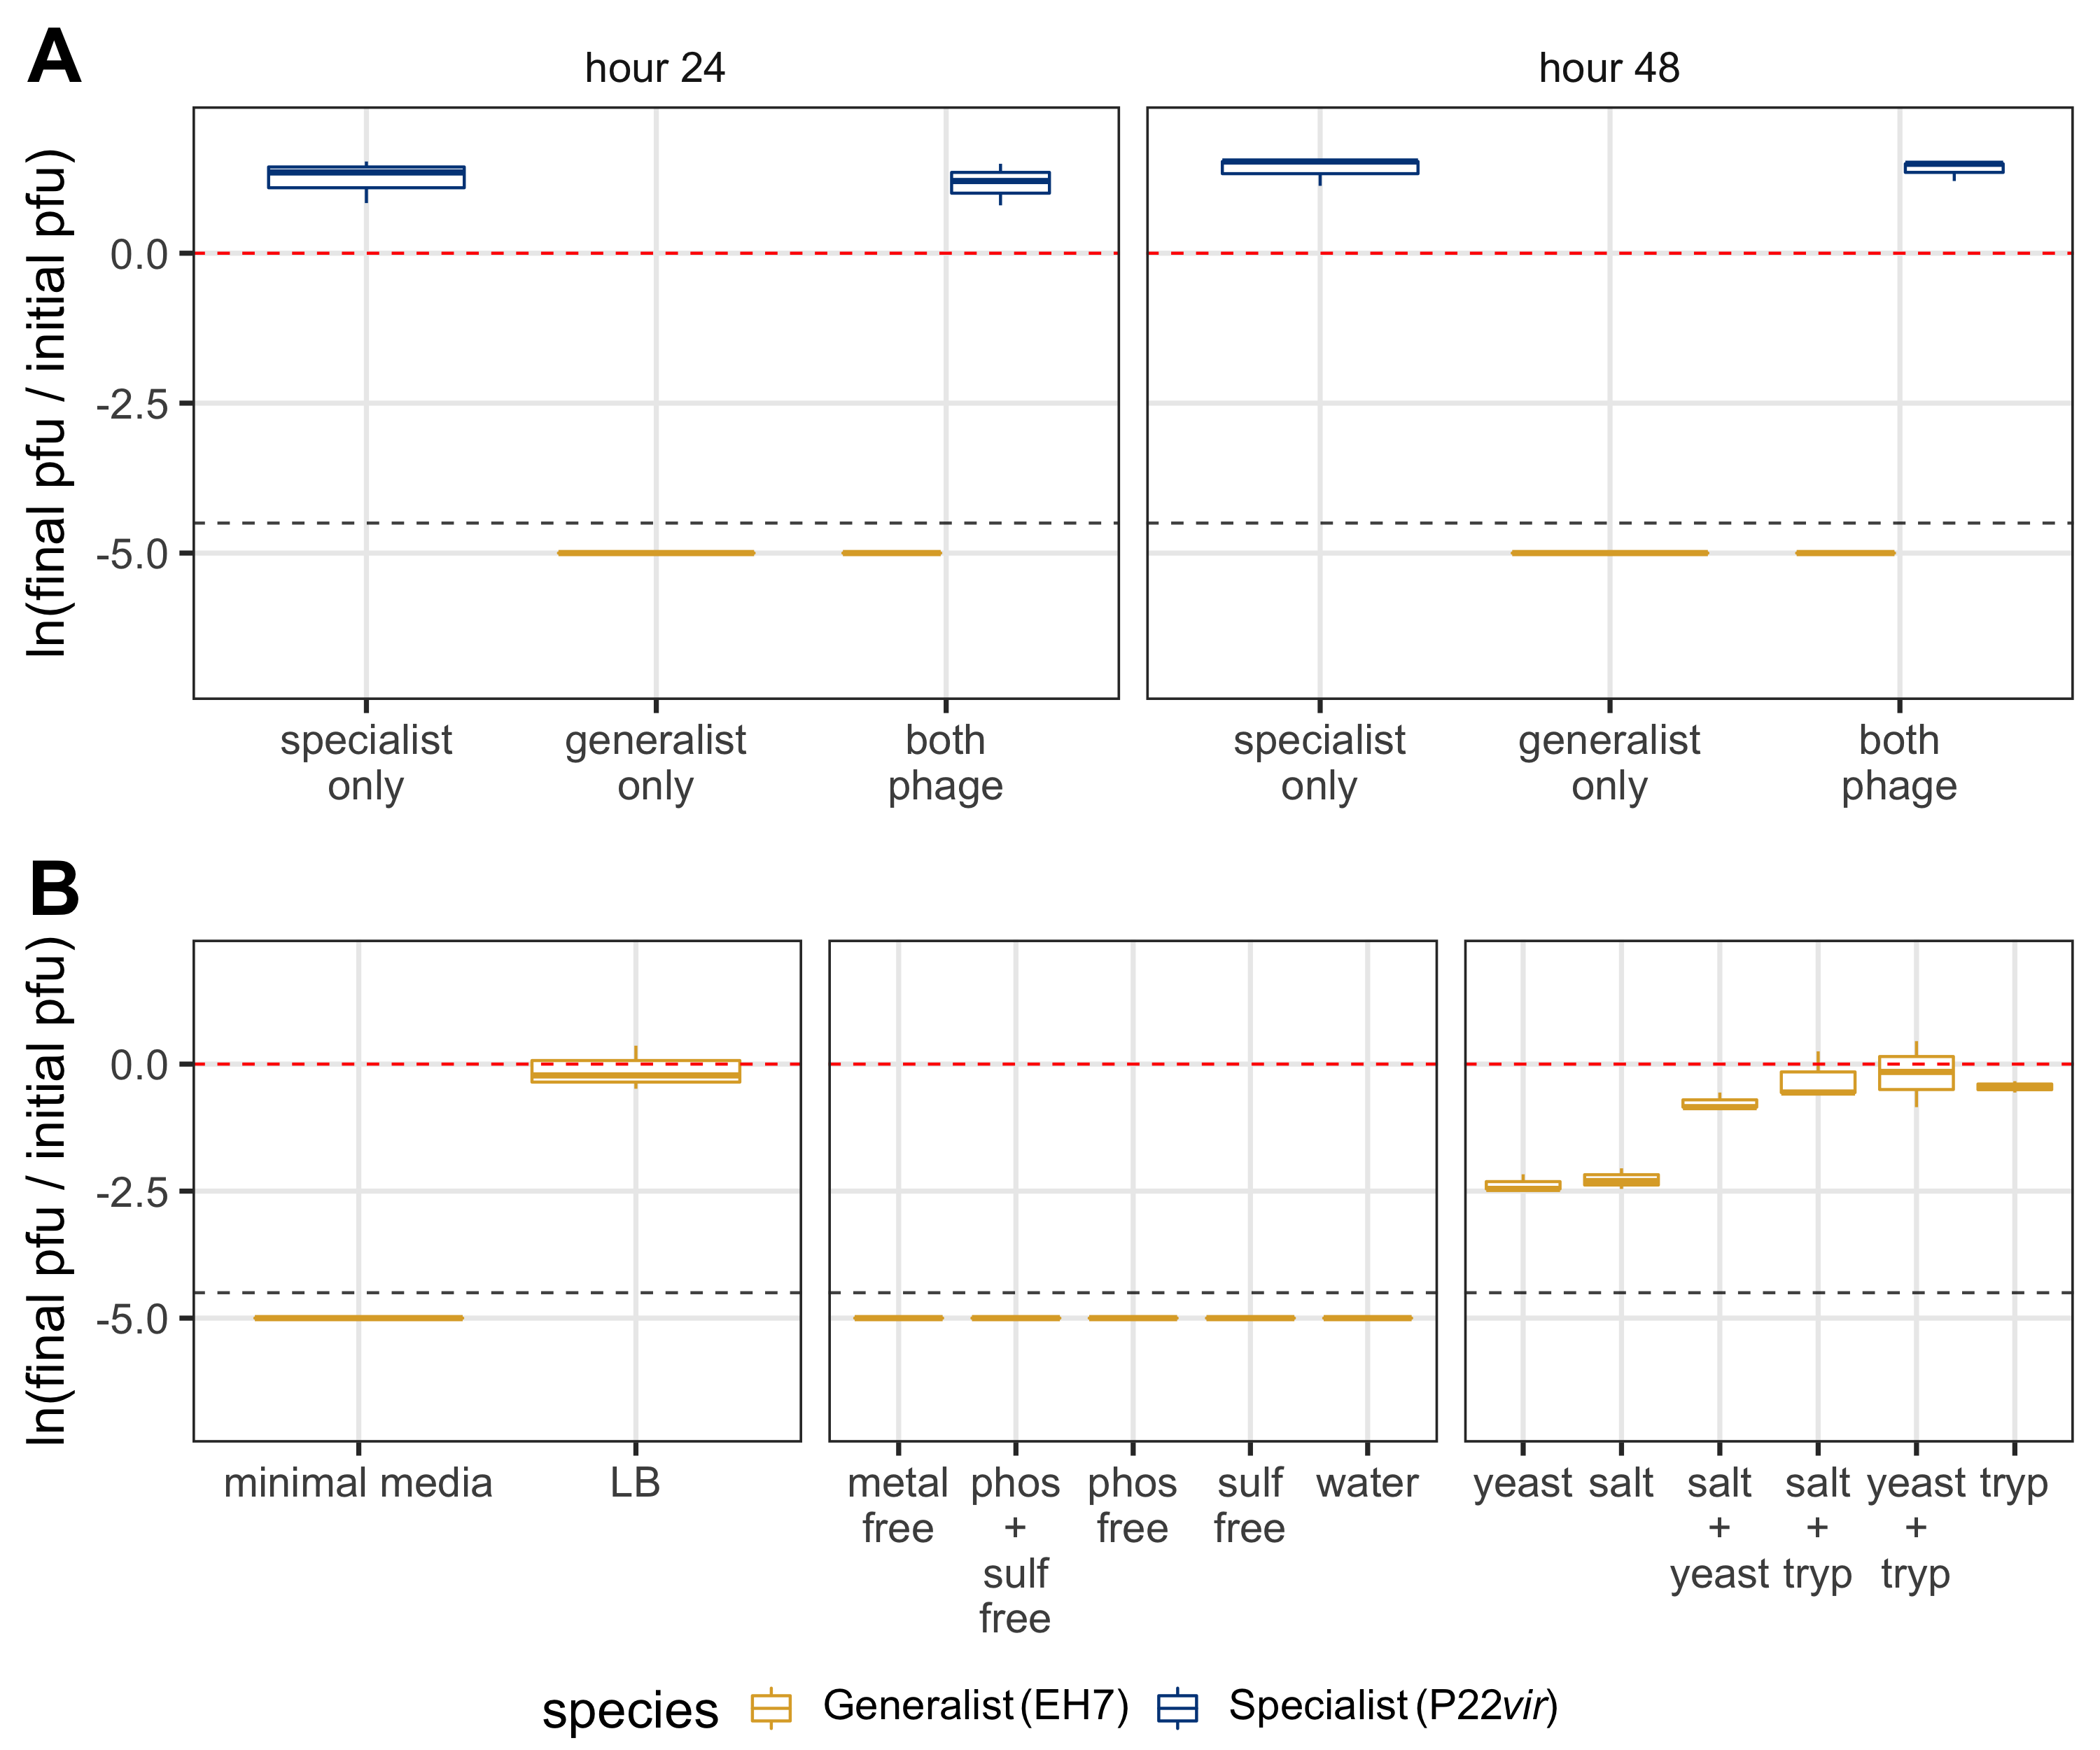 A
hour 24
hour 48
ln(final pfu / initial pfu)
0.0
-2.5
-5.0
specialist
only
generalist
only
both
phage
specialist
only
generalist
only
both
phage
B
ln(final pfu / initial pfu)
0.0
-2.5
-5.0
minimal media
LB
metal
free
phos
+
sulf
free
phos
free
sulf
free
water
yeast
salt
salt
+
yeast
salt
+
tryp
yeast
+
tryp
tryp
species
Generalist (EH7)
Specialist (P22vir)